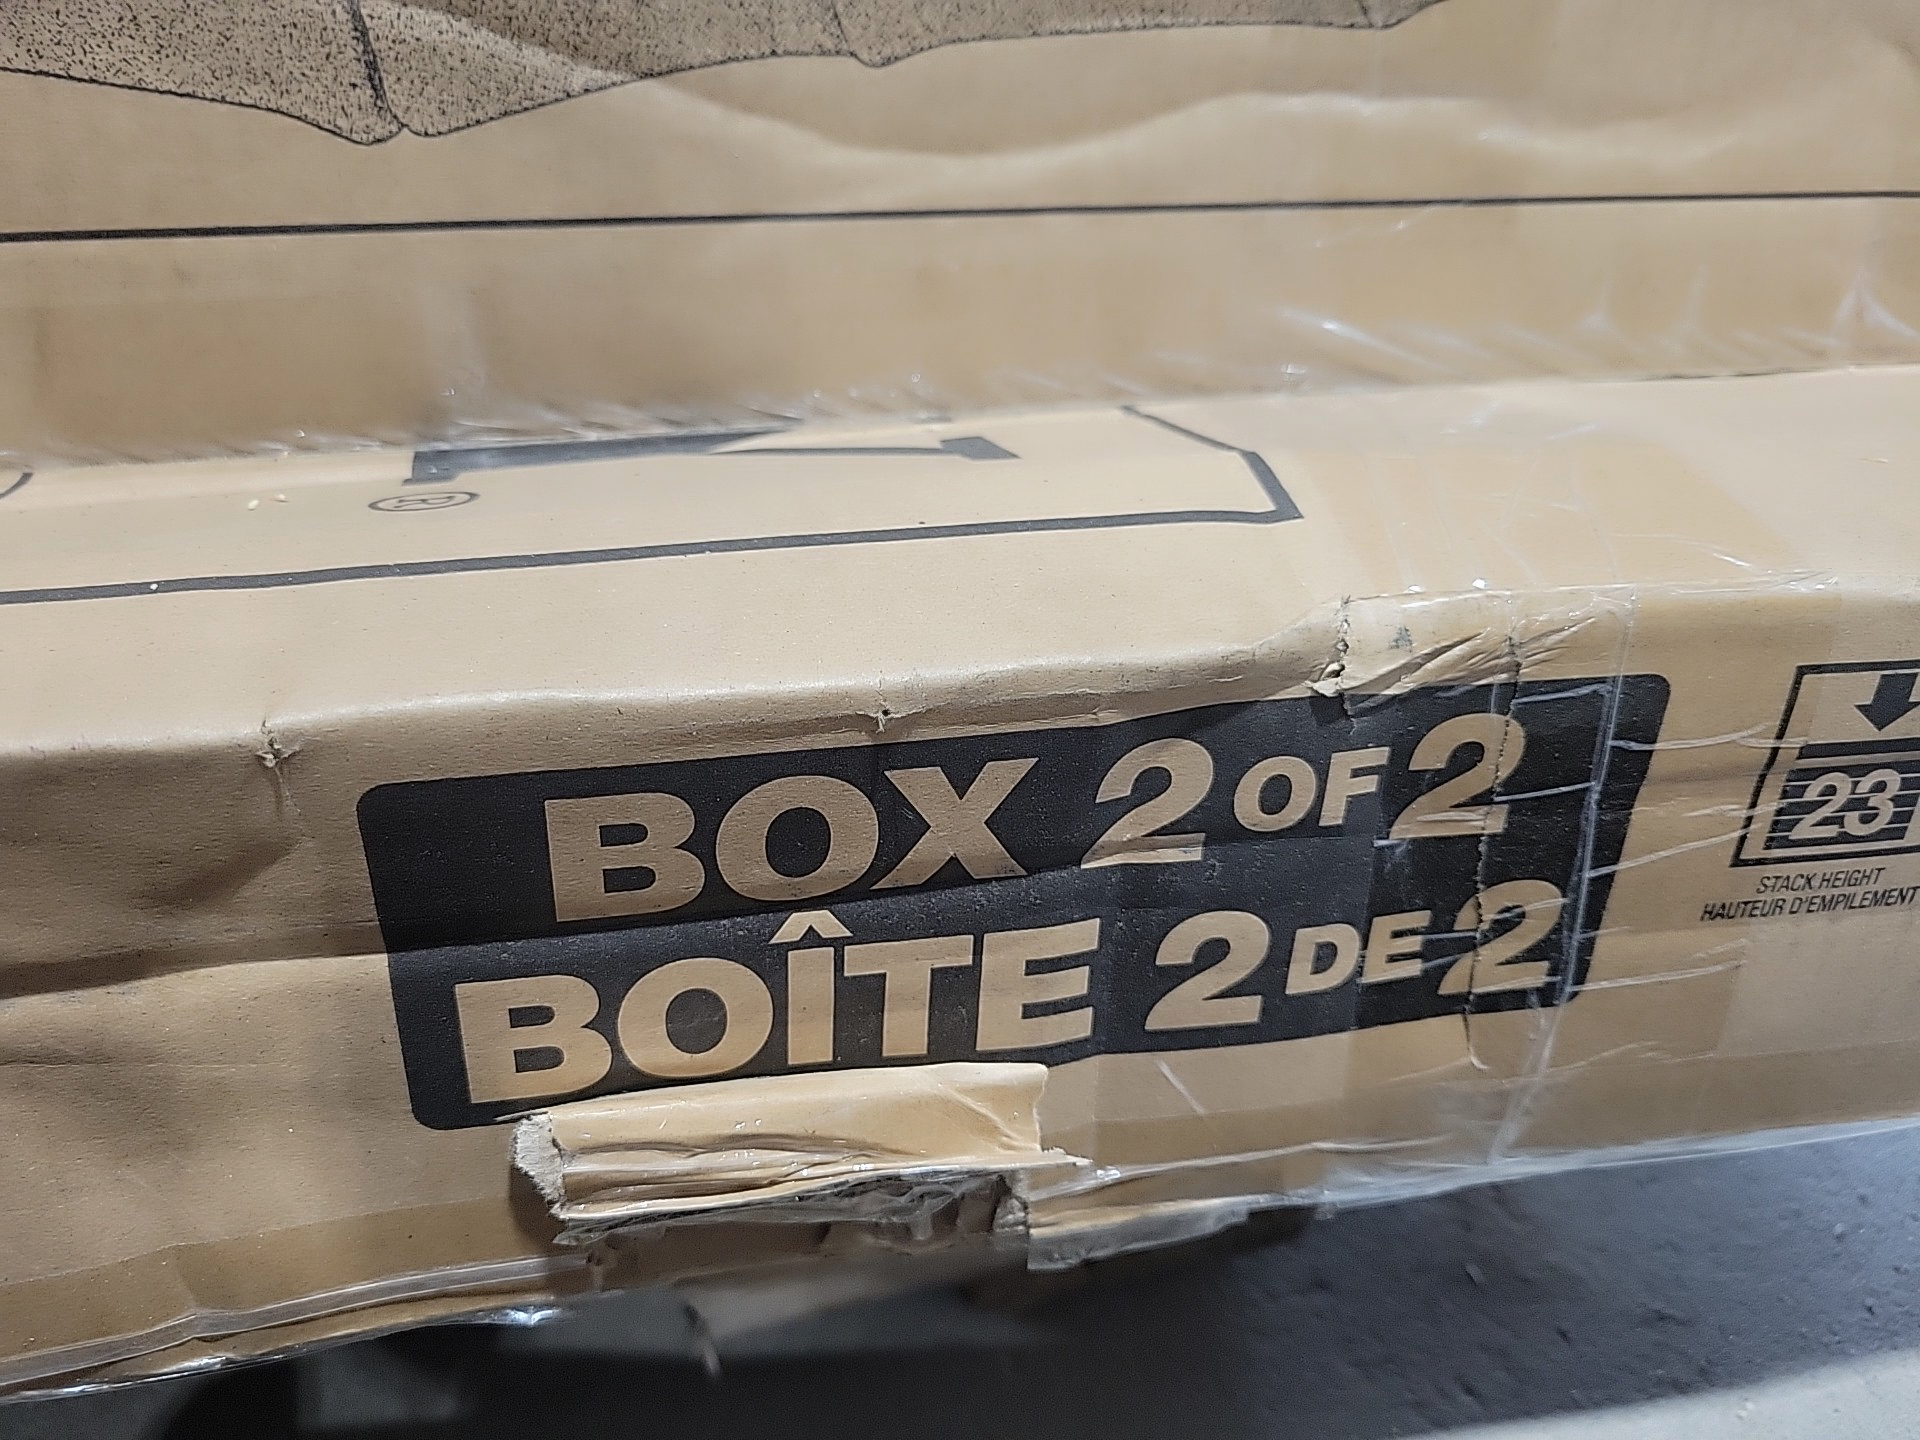 ®
BOX 2 OF 2
BOÎTE 2 DE 2
23
STACK HEIGHT
HAUTEUR D'EMPILEMENT